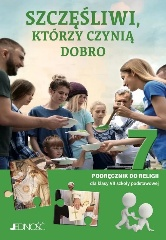 SZCZĘŚLIWI,
KTÓRZY CZYNIĄ
DOBRO
7
PODRĘCZNIK DO RELIGII
dla klasy VII szkoły podstawowej
JEDNOŚĆ